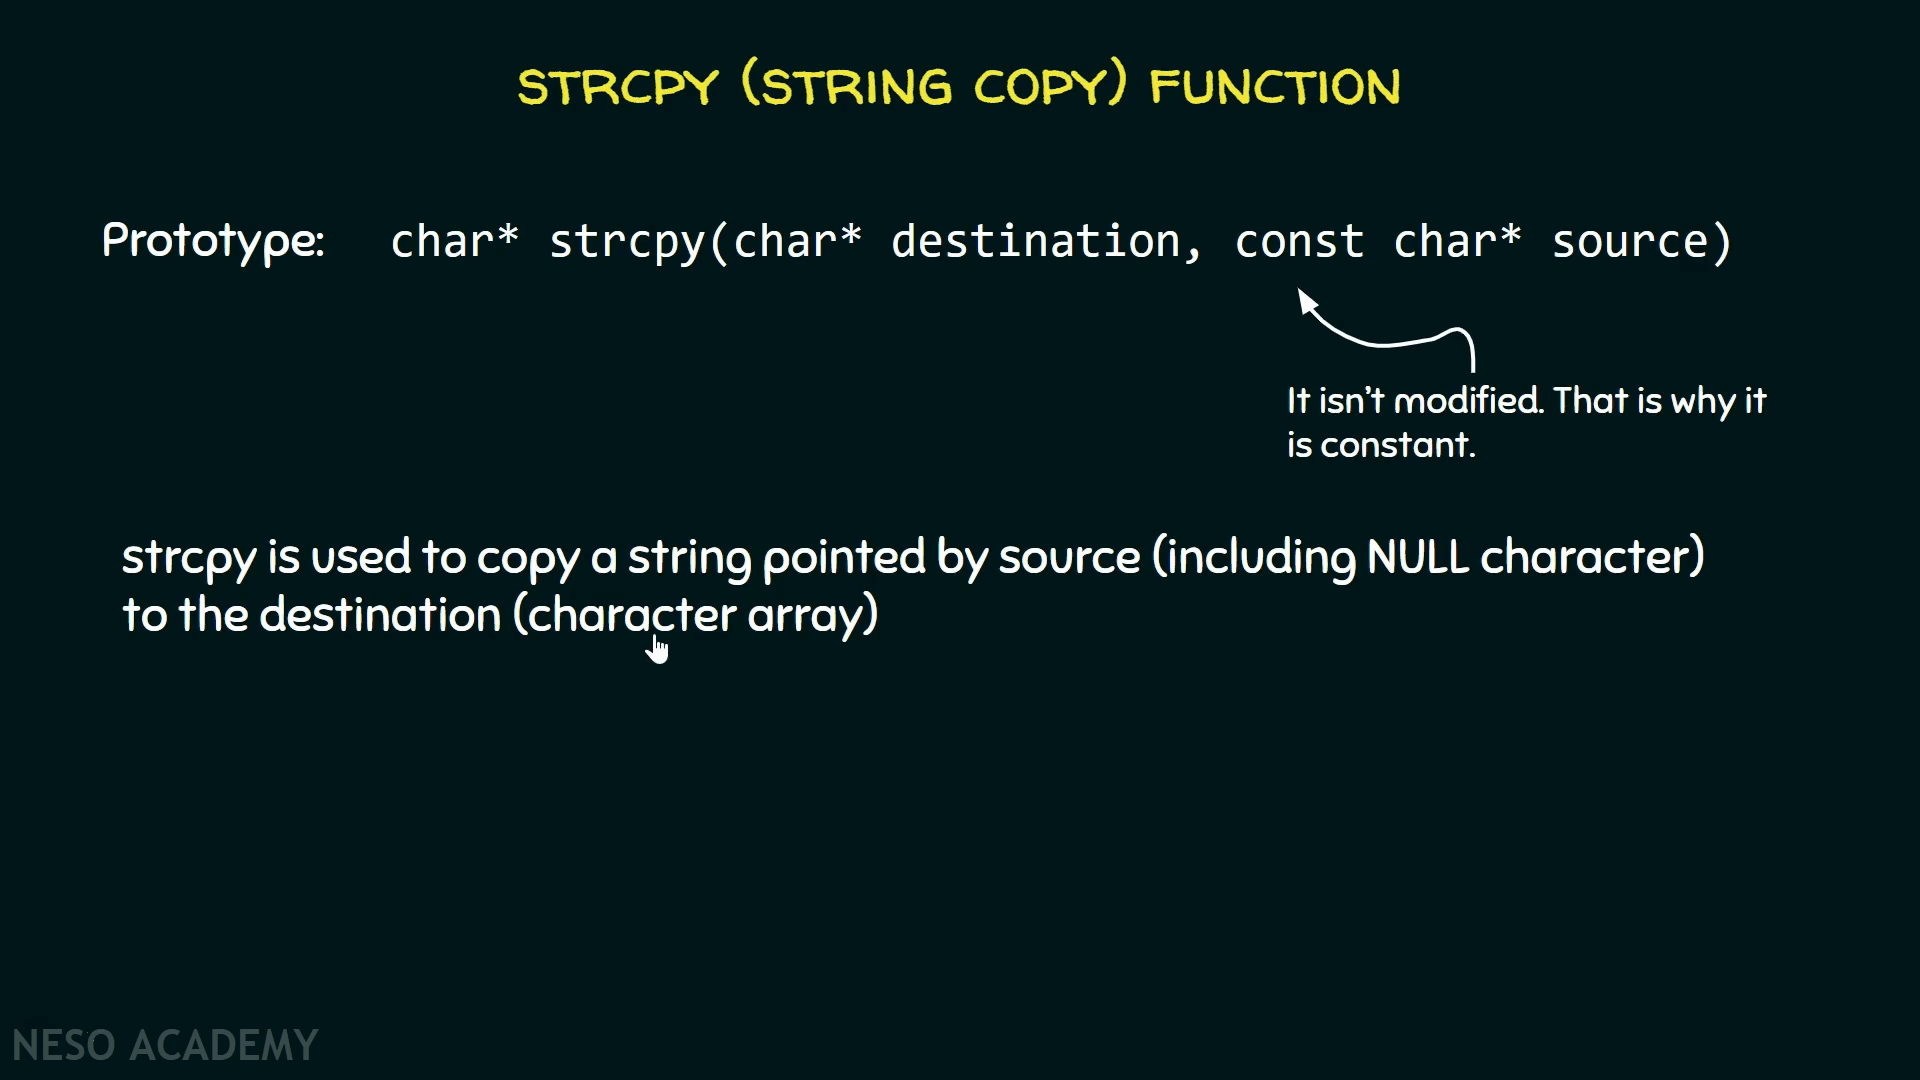 STRCPY (STRING COPY) FUNCTION
Prototype: char* strcpy(char* destination, const char* source)
It isn't modified. That is why it
is constant.
strcpy is used to copy a string pointed by source (including NULL character)
to the destination (character array)
NESO ACADEMY